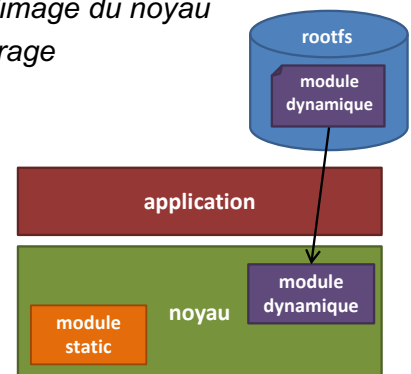 'image du noyau
rage
rootfs
module
dynamique
application
noyau
module
dynamique
module
static